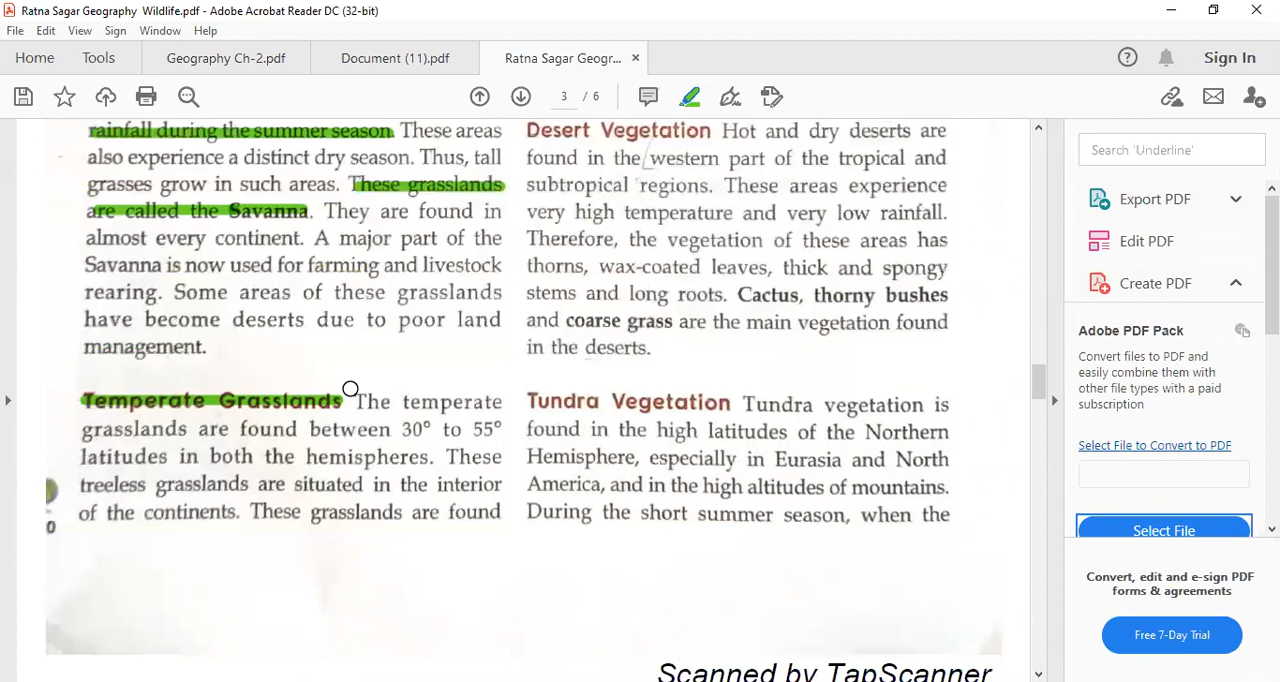 Ratna Sagar Geography  Wildlife.pdf - Adobe Acrobat Reader DC (32-bit)
File Edit View Sign Window Help
Home Tools Geography Ch-2.pdf Document (11).pdf Ratna Sagar Geogr... × Sign In
3 / 6
rainfall during the summer season. These areas
also experience a distinct dry season. Thus, tall
grasses grow in such areas. These grasslands
are called the Savanna. They are found in
almost every continent. A major part of the
Savanna is now used for farming and livestock
rearing. Some areas of these grasslands
have become deserts due to poor land
management.
Temperate Grasslands The temperate
grasslands are found between 30° to 55°
latitudes in both the hemispheres. These
treeless grasslands are situated in the interior
of the continents. These grasslands are found
0
Desert Vegetation Hot and dry deserts are
found in the western part of the tropical and
subtropical regions. These areas experience
very high temperature and very low rainfall.
Therefore, the vegetation of these areas has
thorns, wax-coated leaves, thick and spongy
stems and long roots. Cactus, thorny bushes
and coarse grass are the main vegetation found
in the deserts.
Tundra Vegetation Tundra vegetation is
found in the high latitudes of the Northern
Hemisphere, especially in Eurasia and North
America, and in the high altitudes of mountains.
During the short summer season, when the
Scanned by TapScanner
Search 'Underline'
Export PDF
Edit PDF
Create PDF
Adobe PDF Pack
Convert files to PDF and
easily combine them with
other file types with a paid
subscription
Select File to Convert to PDF
Select File
Convert, edit and e-sign PDF
forms & agreements
Free 7-Day Trial